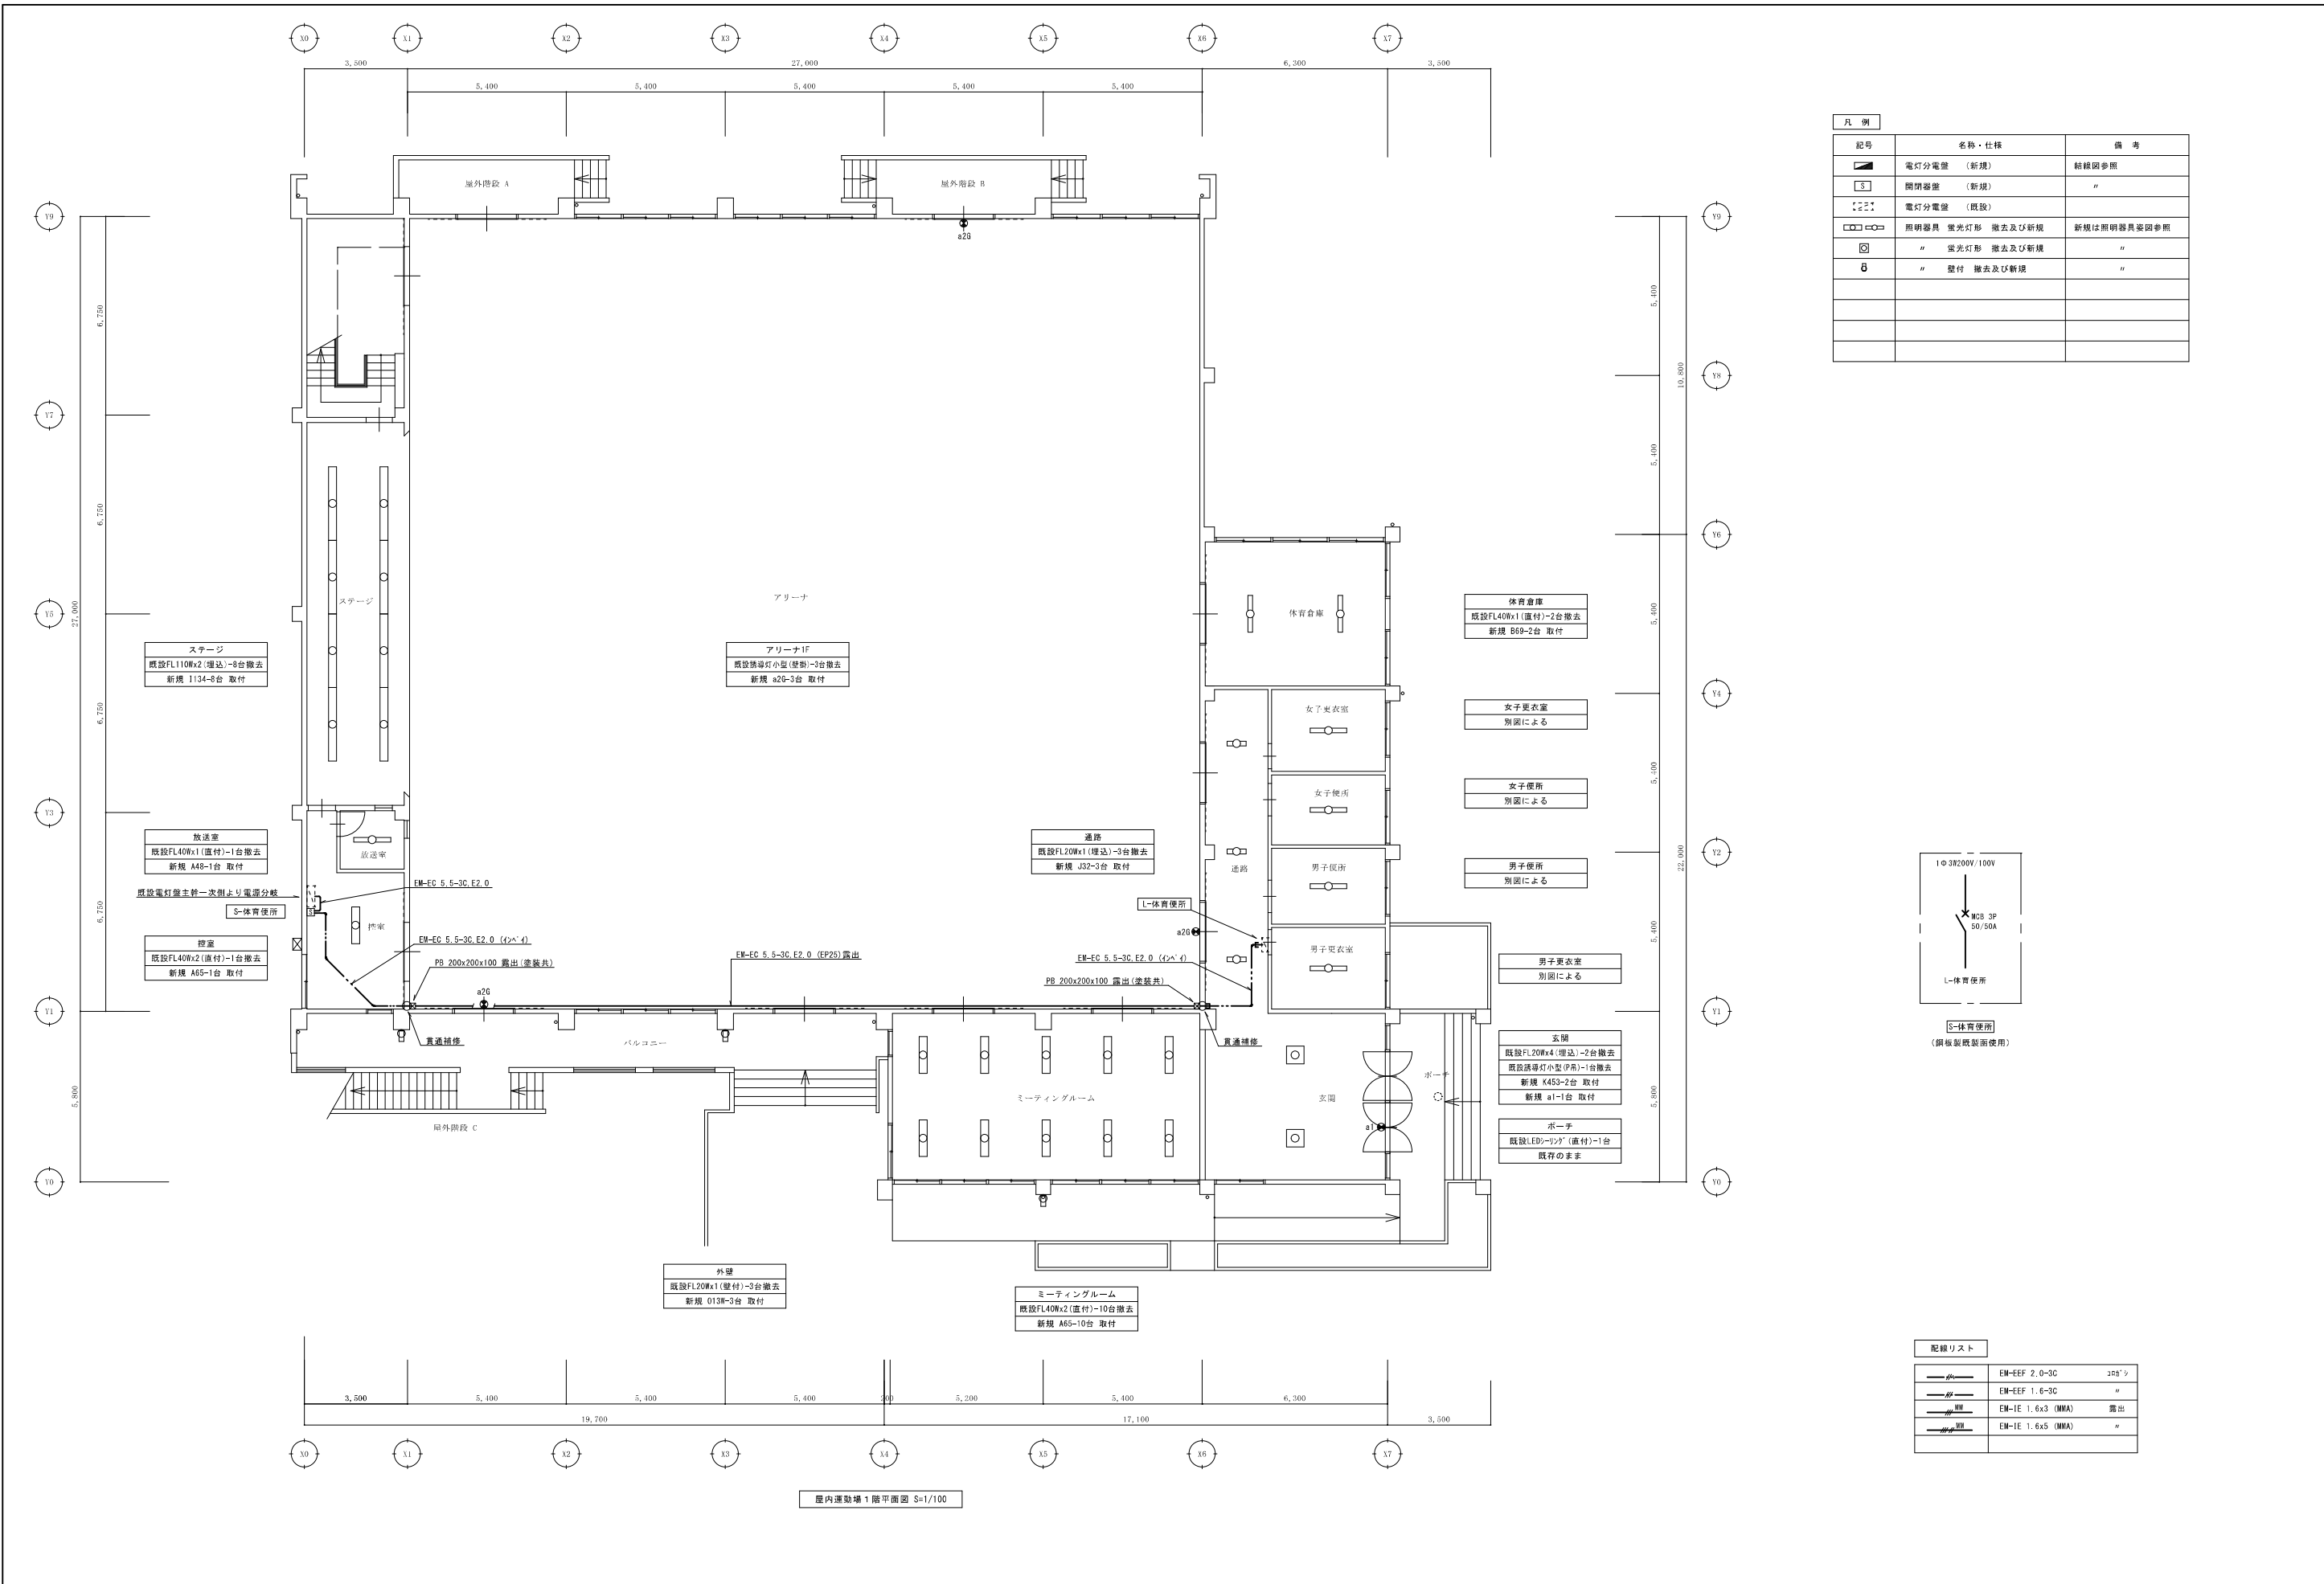 X0 X1 X2 X3 X4 X5 X6 X7
3,500 27,000 6,300 3,500
5,400 5,400 5,400 5,400 5,400
屋外階段 A
屋外階段 B
a2G
Y9
Y7
Y5
Y3
Y1
Y0
6,750
6,750
6,750
6,750
27,000
5,800
ステージ
アリーナ
体育倉庫
女子更衣室
女子便所
男子便所
男子更衣室
通路
放送室
控室
バルコニー
ミーティングルーム
玄関
ポーチ
屋外階段 C
ステージ
既設FL110Wx2(埋込)-8台撤去
新規 I134-8台 取付
アリーナ1F
既設誘導灯小型(壁掛)-3台撤去
新規 a2G-3台 取付
放送室
既設FL40Wx1(直付)-1台撤去
新規 A48-1台 取付
既設電灯盤主幹一次側より電源分岐
S-体育便所
S
EM-EC 5.5-3C,E2.0
控室
既設FL40Wx2(直付)-1台撤去
新規 A65-1台 取付
EM-EC 5.5-3C,E2.0 (インペイ)
PB 200x200x100 露出(塗装共)
a2G
貫通補修
EM-EC 5.5-3C,E2.0 (EP25)露出
通路
既設FL20Wx1(埋込)-3台撤去
新規 J32-3台 取付
L-体育便所
a2G
EM-EC 5.5-3C,E2.0 (インペイ)
PB 200x200x100 露出(塗装共)
貫通補修
a1
体育倉庫
既設FL40Wx1(直付)-2台撤去
新規 B69-2台 取付
女子更衣室
別図による
女子便所
別図による
男子便所
別図による
男子更衣室
別図による
玄関
既設FL20Wx4(埋込)-2台撤去
既設誘導灯小型(P吊)-1台撤去
新規 K453-2台 取付
新規 a1-1台 取付
ポーチ
既設LEDシーリング(直付)-1台
既存のまま
外壁
既設FL20Wx1(壁付)-3台撤去
新規 O13W-3台 取付
ミーティングルーム
既設FL40Wx2(直付)-10台撤去
新規 A65-10台 取付
5,400
5,400
5,400
5,400
5,400
5,800
10,800
22,000
Y9
Y8
Y6
Y4
Y2
Y1
Y0
3,500 5,400 5,400 5,400 200 5,200 5,400 6,300
19,700 17,100 3,500
X0 X1 X2 X3 X4 X5 X6 X7
屋内運動場1階平面図 S=1/100
凡 例
記号 名称・仕様 備 考
電灯分電盤 (新規) 結線図参照
S 開閉器盤 (新規) 〃
電灯分電盤 (既設)
照明器具 蛍光灯形 撤去及び新規 新規は照明器具姿図参照
〃 蛍光灯形 撤去及び新規 〃
〃 壁付 撤去及び新規 〃
1Φ3W200V/100V
MCB 3P
50/50A
L-体育便所
S-体育便所
(鋼板製既製函使用)
配線リスト
EM-EEF 2.0-3C コロガシ
EM-EEF 1.6-3C 〃
MM EM-IE 1.6x3 (MMA) 露出
MM EM-IE 1.6x5 (MMA) 〃